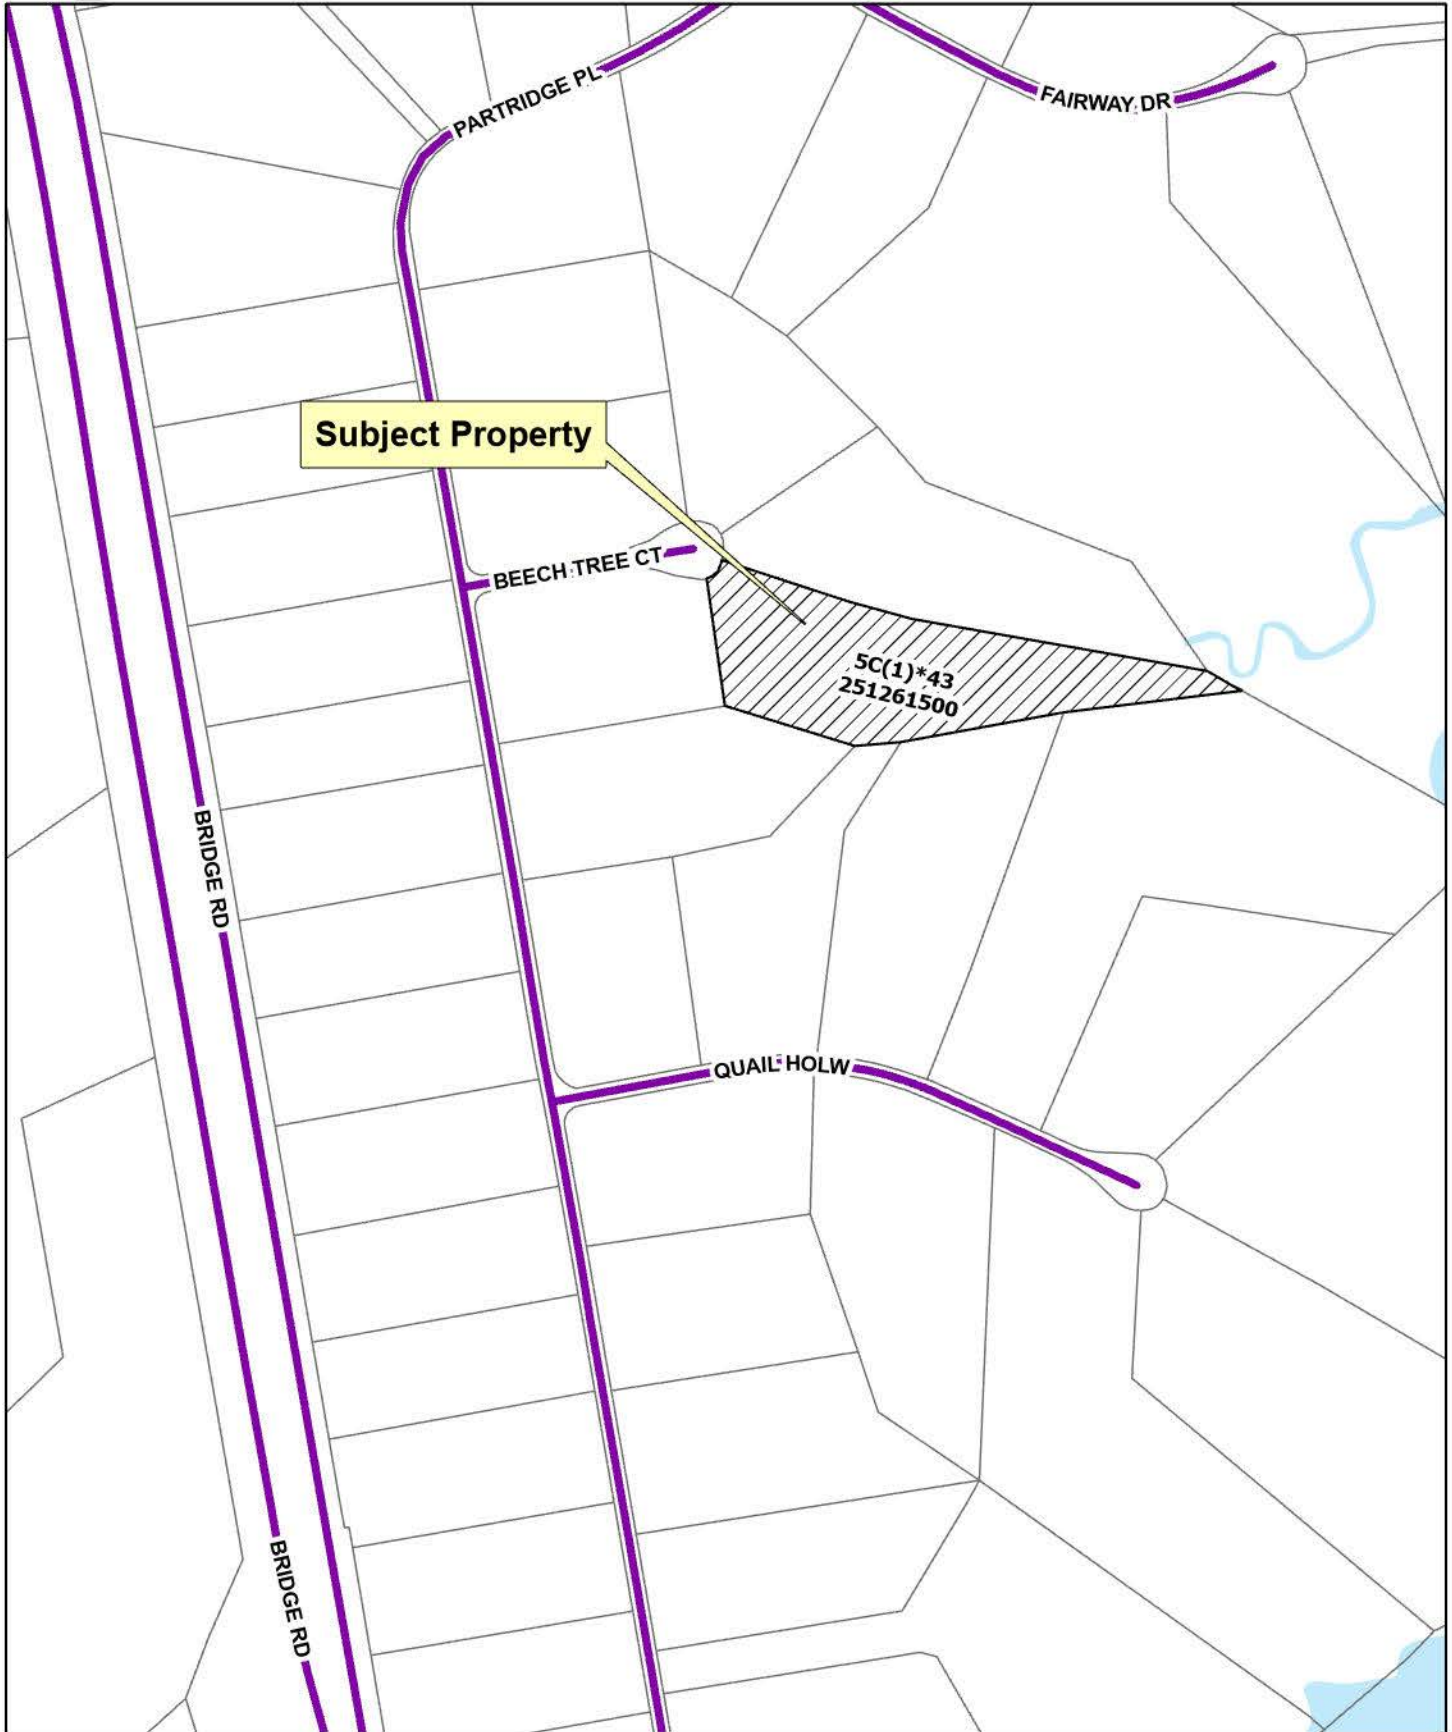 PARTRIDGE PL
FAIRWAY DR
Subject Property
BEECH TREE CT
5C(1)*43
251261500
BRIDGE RD
QUAIL HOLW
BRIDGE RD